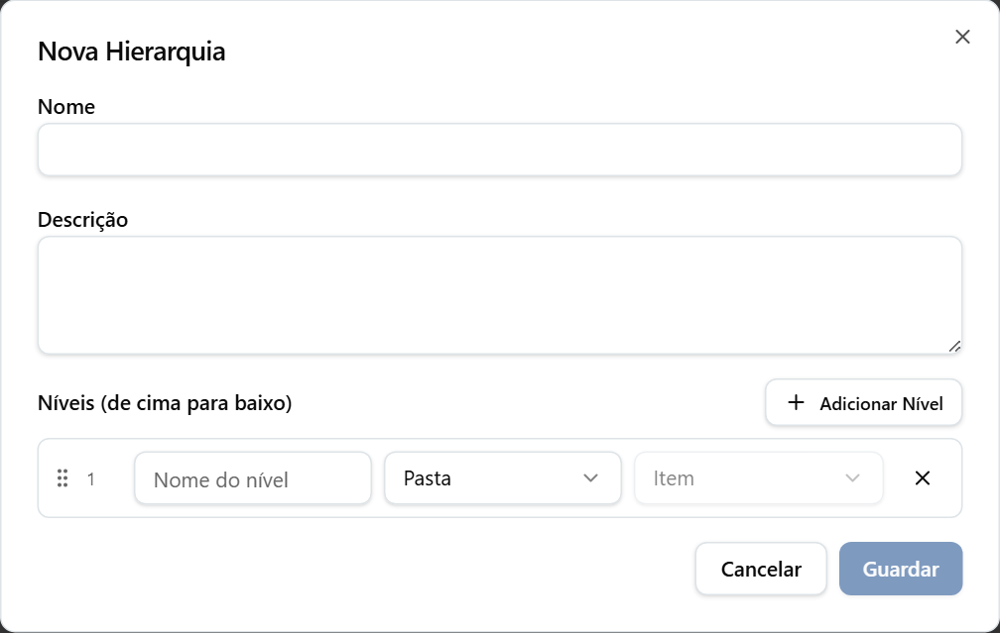 Nova Hierarquia
Nome
Descrição
Níveis (de cima para baixo)
Adicionar Nível
1
Nome do nível
Pasta
Item
Cancelar
Guardar